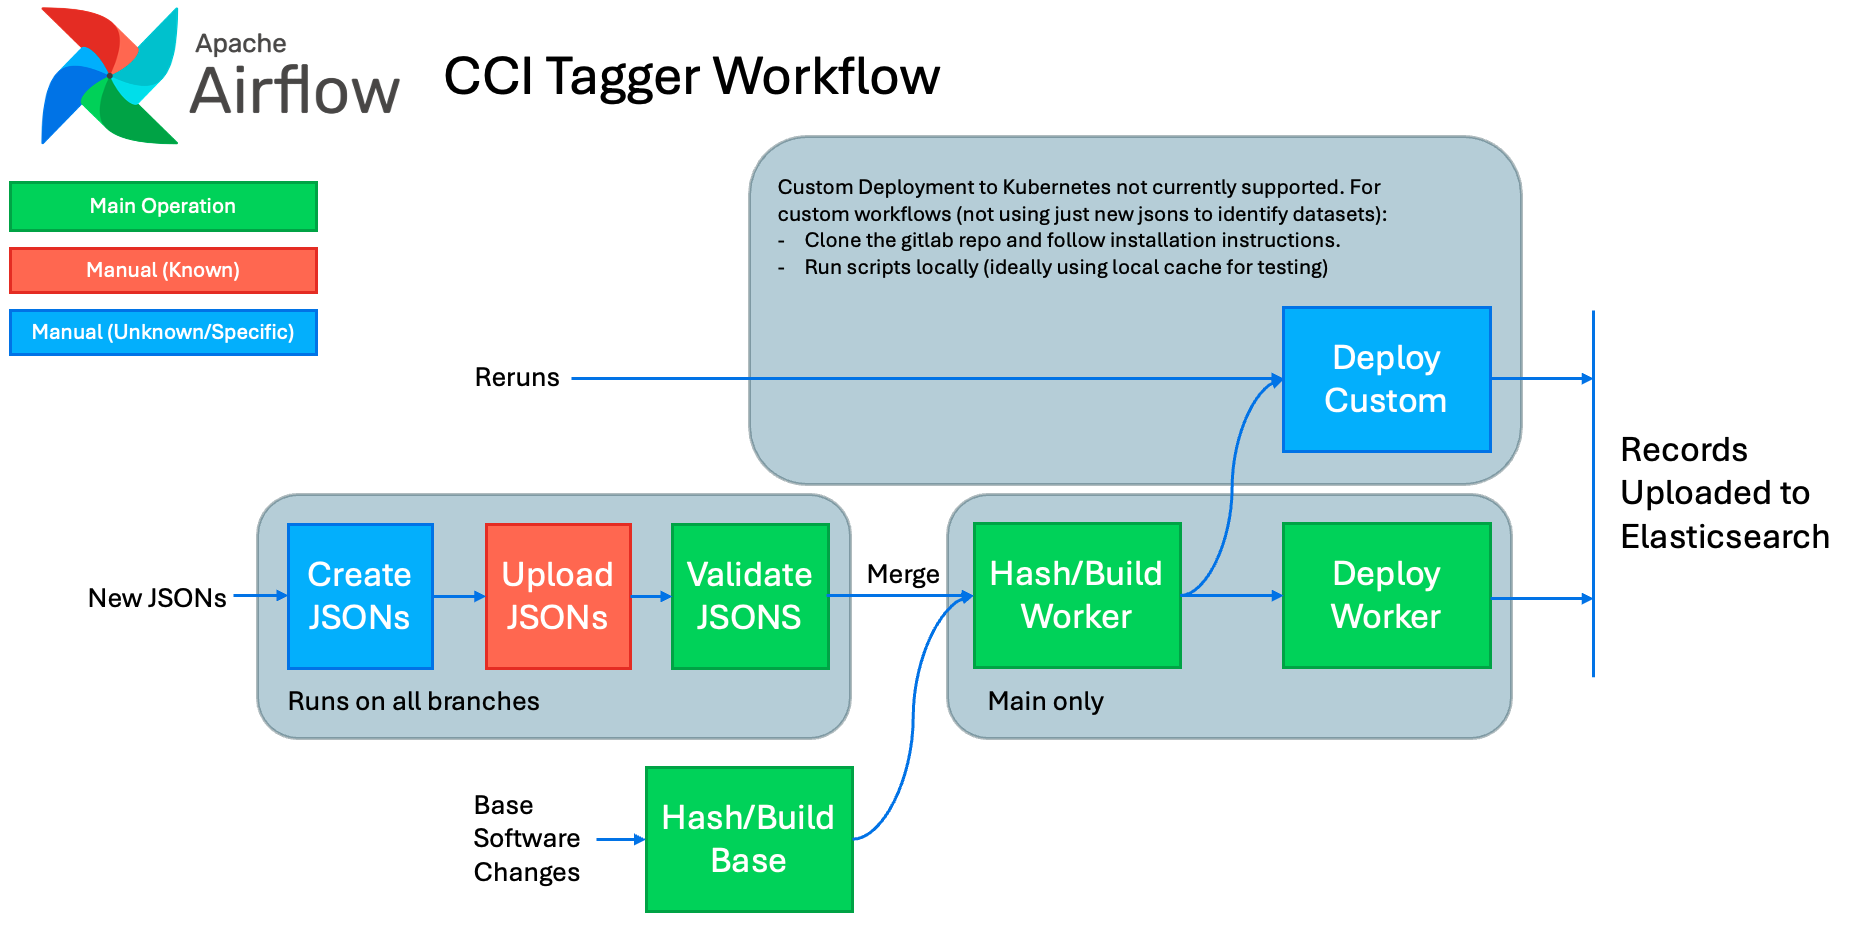 Apache
Airflow
CCI Tagger Workflow
Main Operation
Manual (Known)
Manual (Unknown/Specific)
Custom Deployment to Kubernetes not currently supported. For
custom workflows (not using just new jsons to identify datasets):
- Clone the gitlab repo and follow installation instructions.
- Run scripts locally (ideally using local cache for testing)
Reruns
Deploy
Custom
Records
Uploaded to
Elasticsearch
New JSONs
Create
JSONs
Upload
JSONs
Validate
JSONS
Runs on all branches
Merge
Hash/Build
Worker
Deploy
Worker
Main only
Base
Software
Changes
Hash/Build
Base